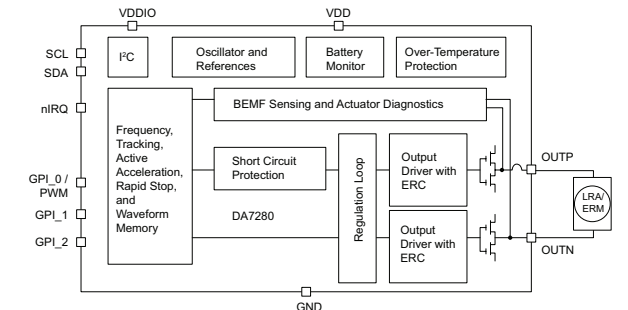 VDDIO
VDD
SCL
SDA
nIRQ
GPI_0 /
PWM
GPI_1
GPI_2
I²C
Oscillator and
References
Battery
Monitor
Over-Temperature
Protection
BEMF Sensing and Actuator Diagnostics
Frequency,
Tracking,
Active
Acceleration,
Rapid Stop,
and
Waveform
Memory
Short Circuit
Protection
DA7280
Regulation Loop
Output
Driver with
ERC
Output
Driver with
ERC
OUTP
LRA/
ERM
OUTN
GND